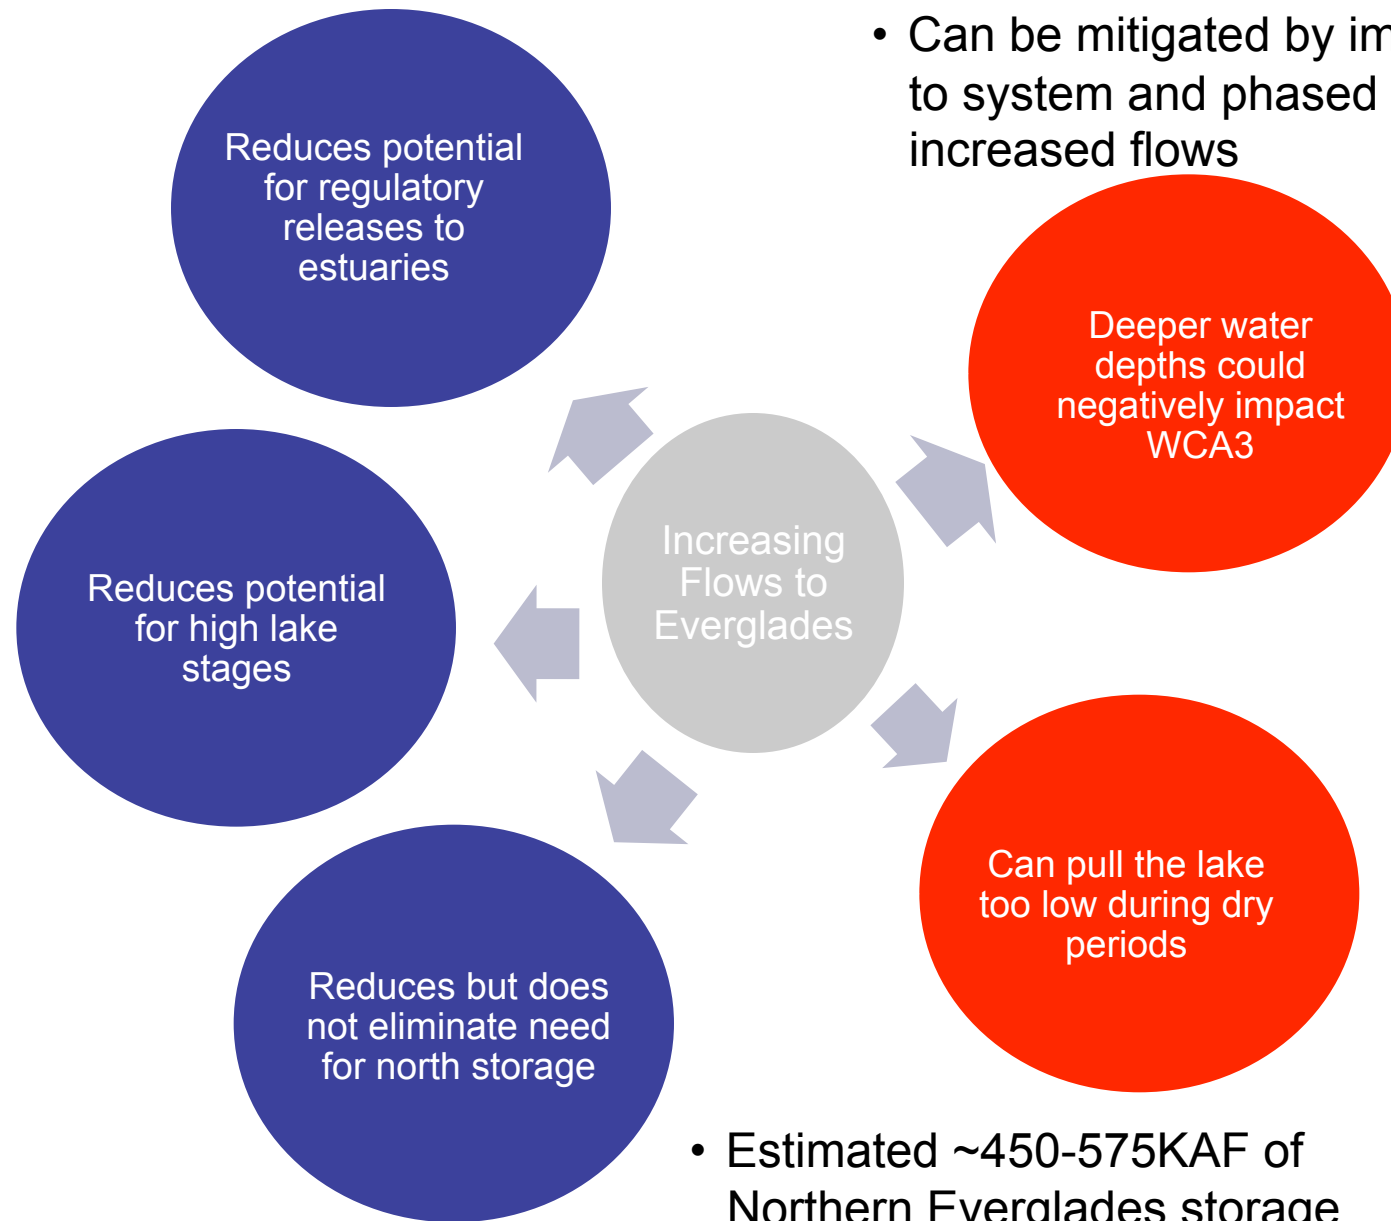 • Can be mitigated by
to system and phased
increased flows
Reduces potential
for regulatory
releases to
estuaries
Deeper water
depths could
negatively impact
WCA3
Increasing
Flows to
Everglades
Reduces potential
for high lake
stages
Can pull the lake
too low during dry
periods
Reduces but does
not eliminate need
for north storage
• Estimated ~450-575KAF of
Northern Everglades storage